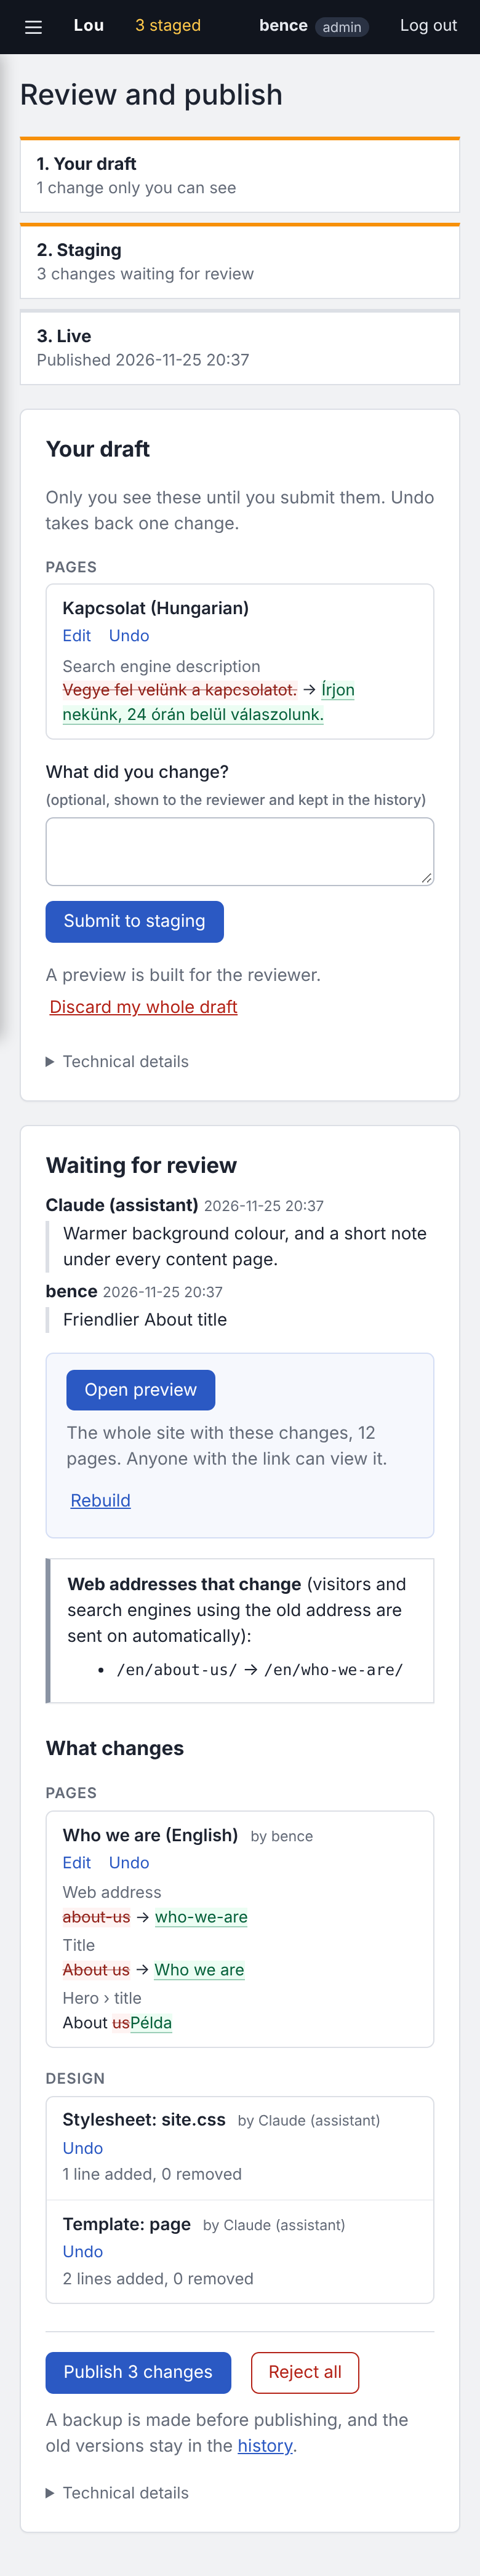 Lou 3 staged bence admin Log out
Review and publish
1. Your draft
1 change only you can see
2. Staging
3 changes waiting for review
3. Live
Published 2026-11-25 20:37
Your draft
Only you see these until you submit them. Undo
takes back one change.
PAGES
Kapcsolat (Hungarian)
Edit Undo
Search engine description
Vegye fel velünk a kapcsolatot. → Írjon
nekünk, 24 órán belül válaszolunk.
What did you change?
(optional, shown to the reviewer and kept in the history)
Submit to staging
A preview is built for the reviewer.
Discard my whole draft
Technical details
Waiting for review
Claude (assistant) 2026-11-25 20:37
Warmer background colour, and a short note
under every content page.
bence 2026-11-25 20:37
Friendlier About title
Open preview
The whole site with these changes, 12
pages. Anyone with the link can view it.
Rebuild
Web addresses that change (visitors and
search engines using the old address are
sent on automatically):
• /en/about-us/ → /en/who-we-are/
What changes
PAGES
Who we are (English) by bence
Edit Undo
Web address
about-us → who-we-are
Title
About us → Who we are
Hero › title
About usPélda
DESIGN
Stylesheet: site.css by Claude (assistant)
Undo
1 line added, 0 removed
Template: page by Claude (assistant)
Undo
2 lines added, 0 removed
Publish 3 changes Reject all
A backup is made before publishing, and the
old versions stay in the history.
Technical details